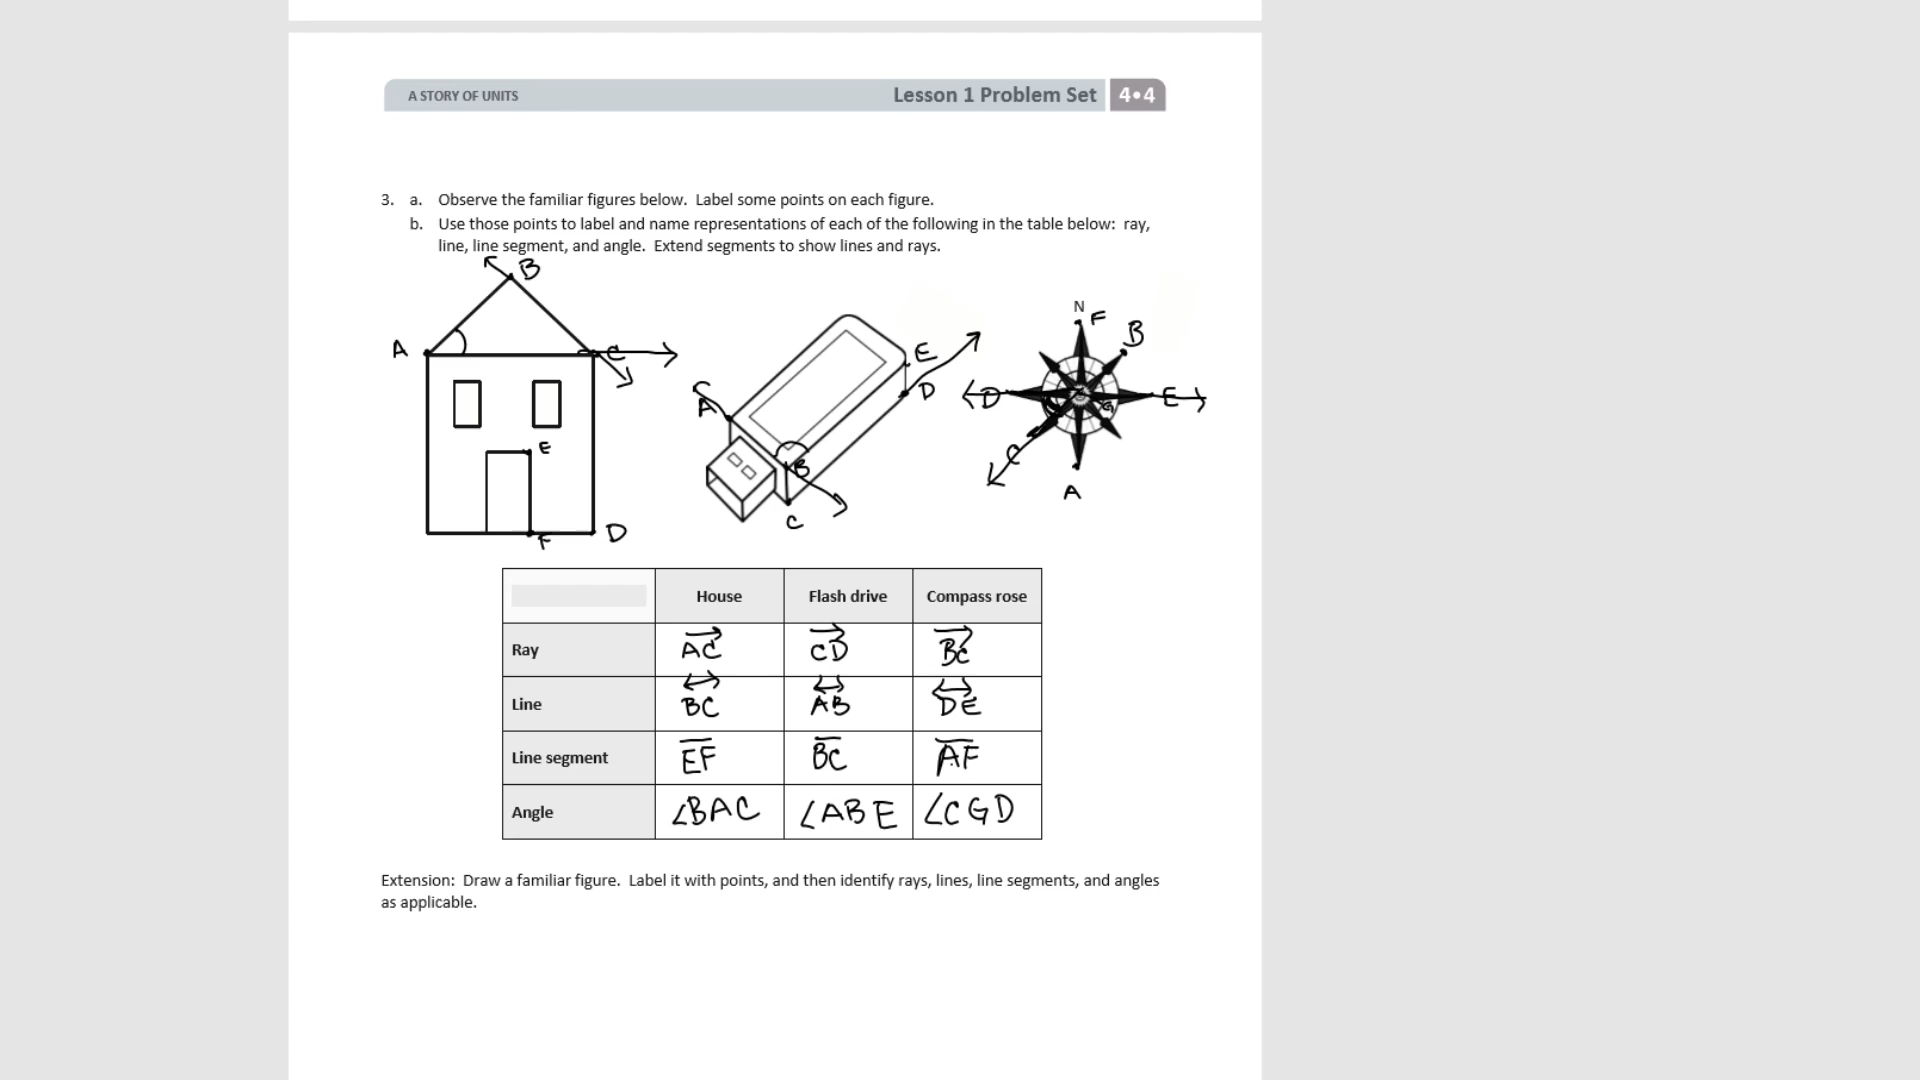 A STORY OF UNITS
Lesson 1 Problem Set 4•4
3. a. Observe the familiar figures below. Label some points on each figure.
b. Use those points to label and name representations of each of the following in the table below: ray,
line, line segment, and angle. Extend segments to show lines and rays.
A B C D E F
A B C D E
N
F B D E G C A
House Flash drive Compass rose
Ray AC CD BC
Line BC AB DE
Line segment EF BC AF
Angle ∠BAC ∠ABE ∠CGD
Extension: Draw a familiar figure. Label it with points, and then identify rays, lines, line segments, and angles
as applicable.